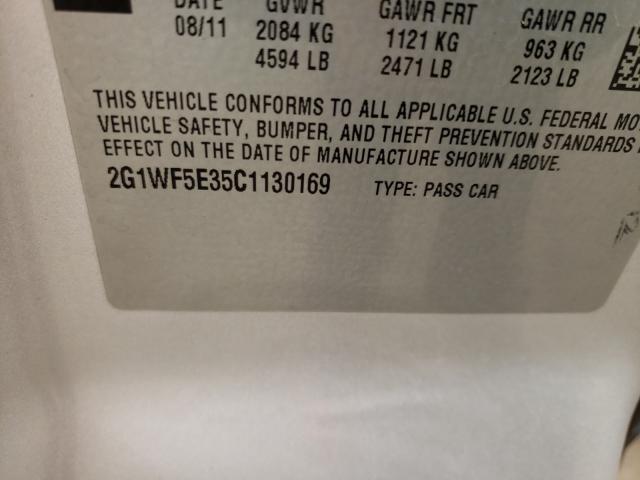 DATE GVWR GAWR FRT GAWR RR
08/11 2084 KG 1121 KG 963 KG
4594 LB 2471 LB 2123 LB
THIS VEHICLE CONFORMS TO ALL APPLICABLE U.S. FEDERAL MO
VEHICLE SAFETY, BUMPER, AND THEFT PREVENTION STANDARDS
EFFECT ON THE DATE OF MANUFACTURE SHOWN ABOVE.
2G1WF5E35C1130169 TYPE: PASS CAR